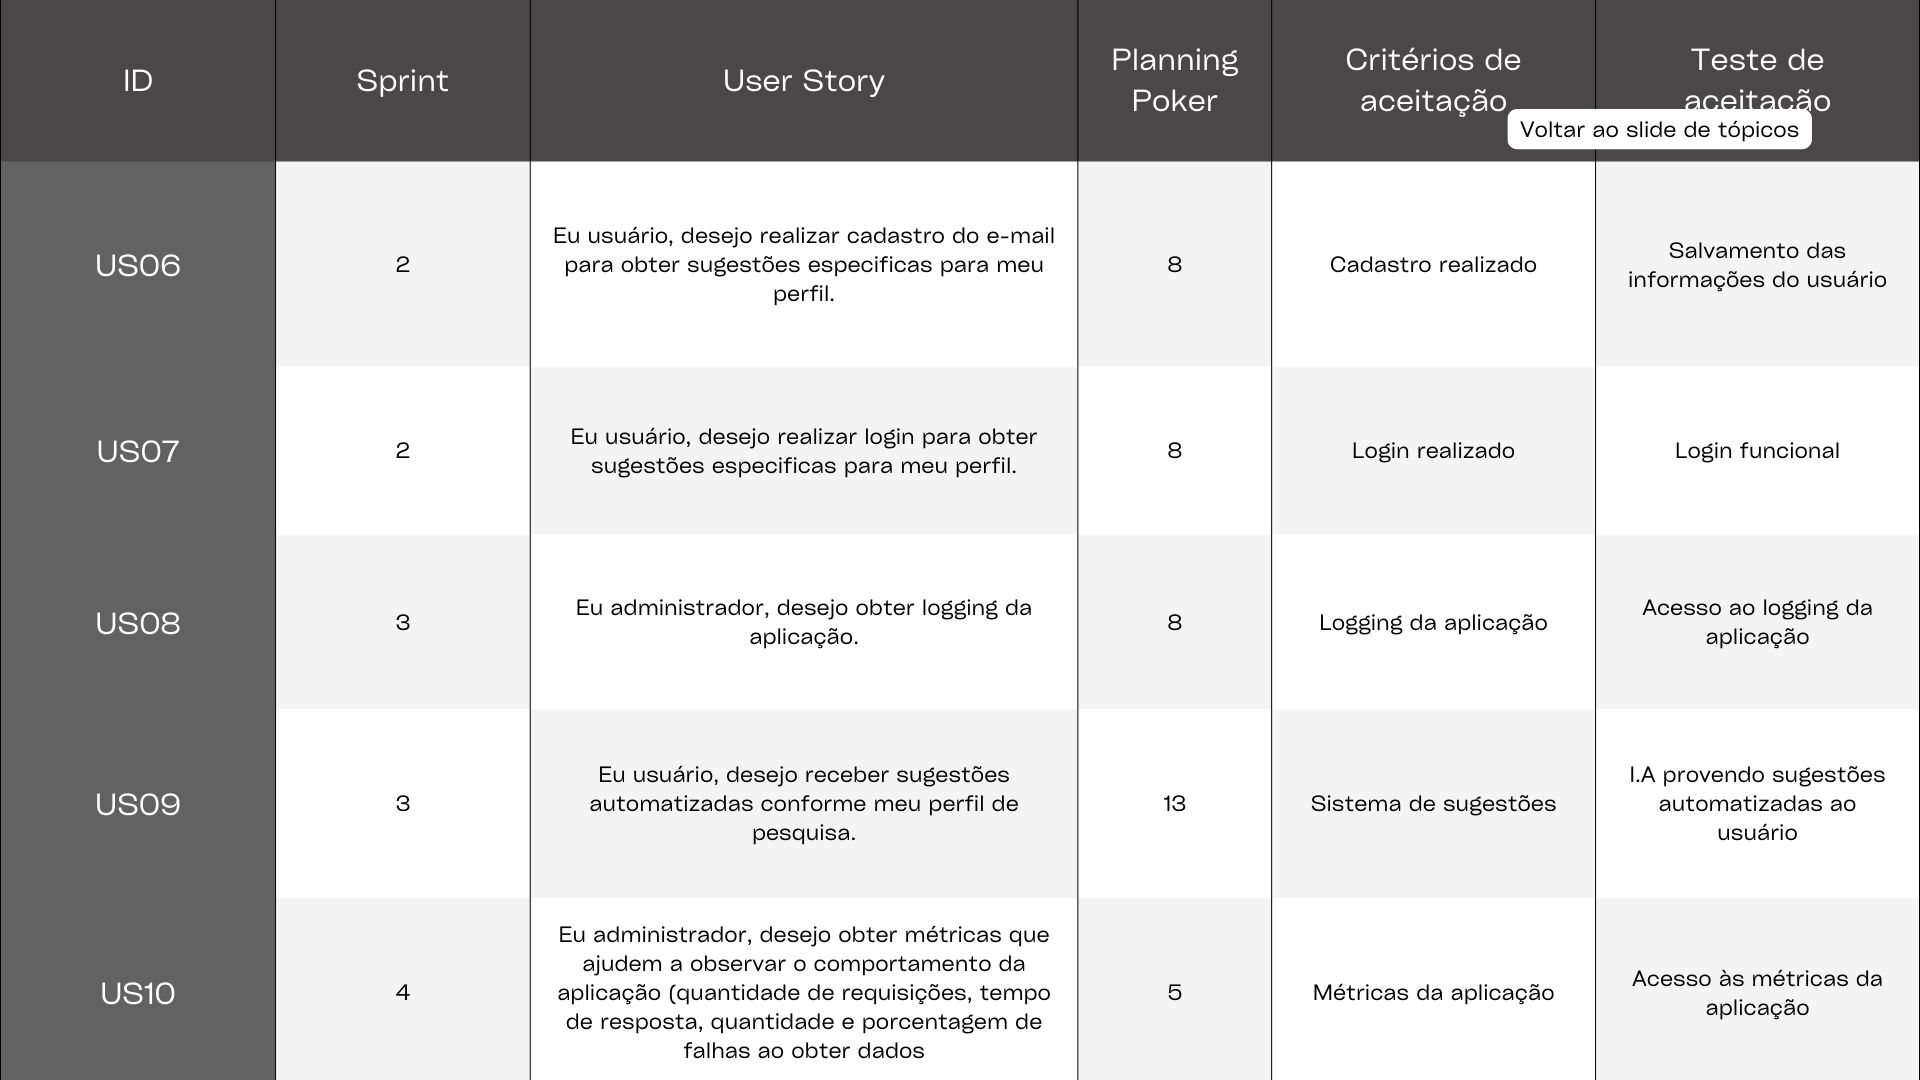 ID
Sprint
User Story
Planning
Poker
Critérios de
aceitação
Teste de
aceitação
Voltar ao slide de tópicos
US06
2
Eu usuário, desejo realizar cadastro do e-mail
para obter sugestões especificas para meu
perfil.
8
Cadastro realizado
Salvamento das
informações do usuário
US07
2
Eu usuário, desejo realizar login para obter
sugestões especificas para meu perfil.
8
Login realizado
Login funcional
US08
3
Eu administrador, desejo obter logging da
aplicação.
8
Logging da aplicação
Acesso ao logging da
aplicação
US09
3
Eu usuário, desejo receber sugestões
automatizadas conforme meu perfil de
pesquisa.
13
Sistema de sugestões
I.A provendo sugestões
automatizadas ao
usuário
US10
4
Eu administrador, desejo obter métricas que
ajudem a observar o comportamento da
aplicação (quantidade de requisições, tempo
de resposta, quantidade e porcentagem de
falhas ao obter dados
5
Métricas da aplicação
Acesso às métricas da
aplicação